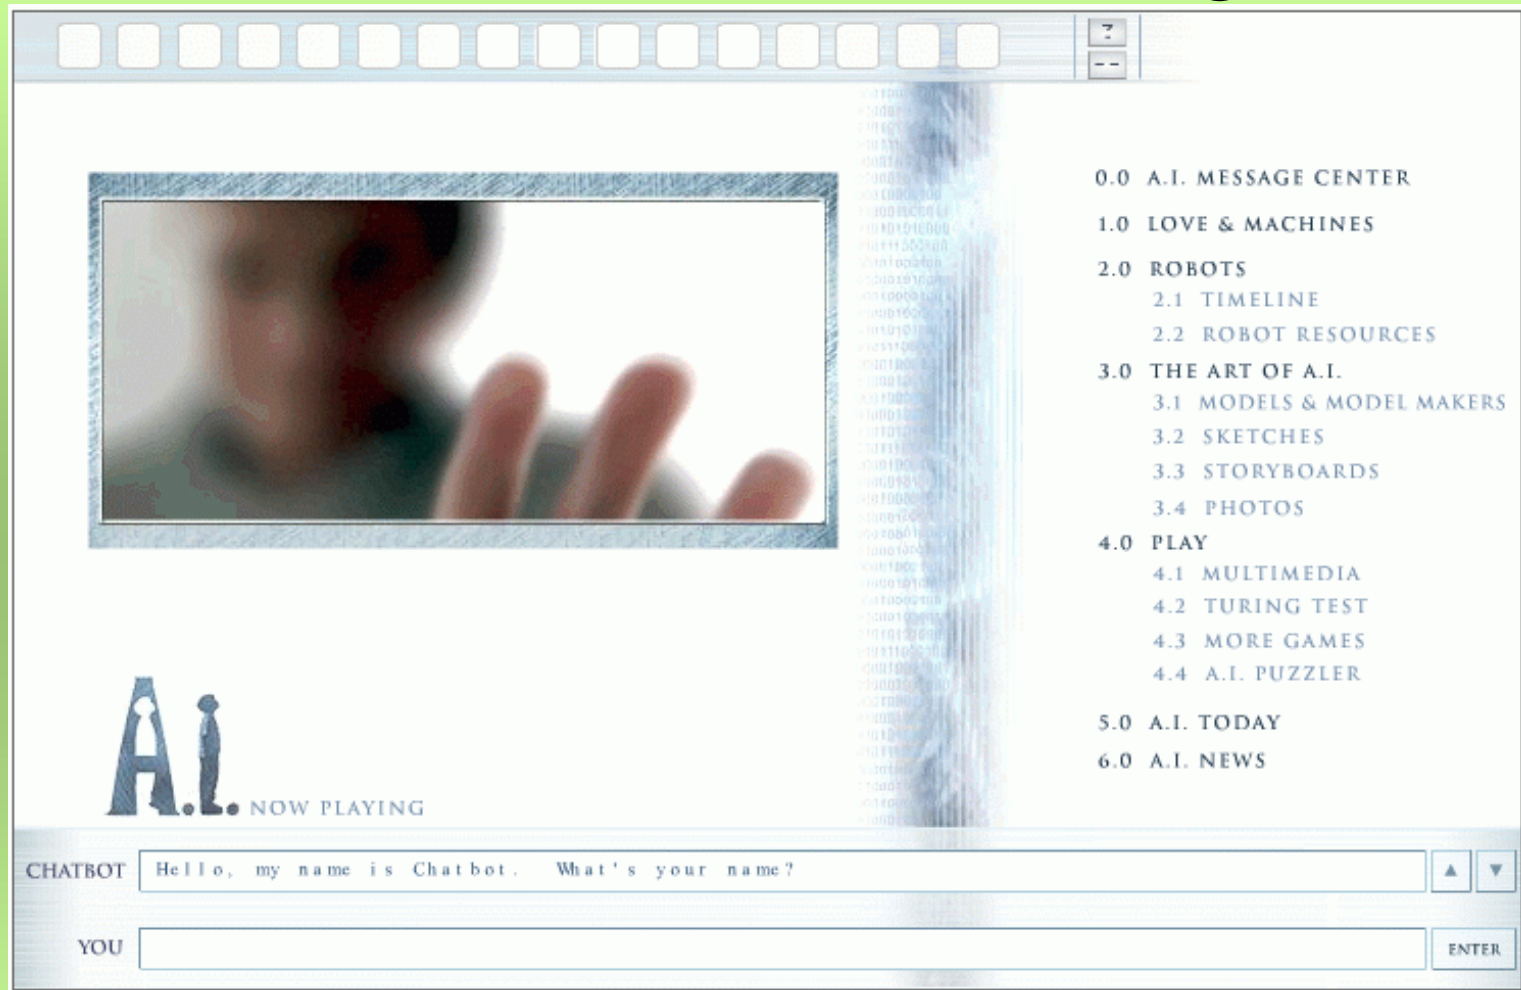 0.0 A.I. MESSAGE CENTER
1.0 LOVE & MACHINES
2.0 ROBOTS
2.1 TIMELINE
2.2 ROBOT RESOURCES
3.0 THE ART OF A.I.
3.1 MODELS & MODEL MAKERS
3.2 SKETCHES
3.3 STORYBOARDS
3.4 PHOTOS
4.0 PLAY
4.1 MULTIMEDIA
4.2 TURING TEST
4.3 MORE GAMES
4.4 A.I. PUZZLER
5.0 A.I. TODAY
6.0 A.I. NEWS
A.I. NOW PLAYING
CHATBOT Hello, my name is Chatbot. What's your name?
YOU ENTER